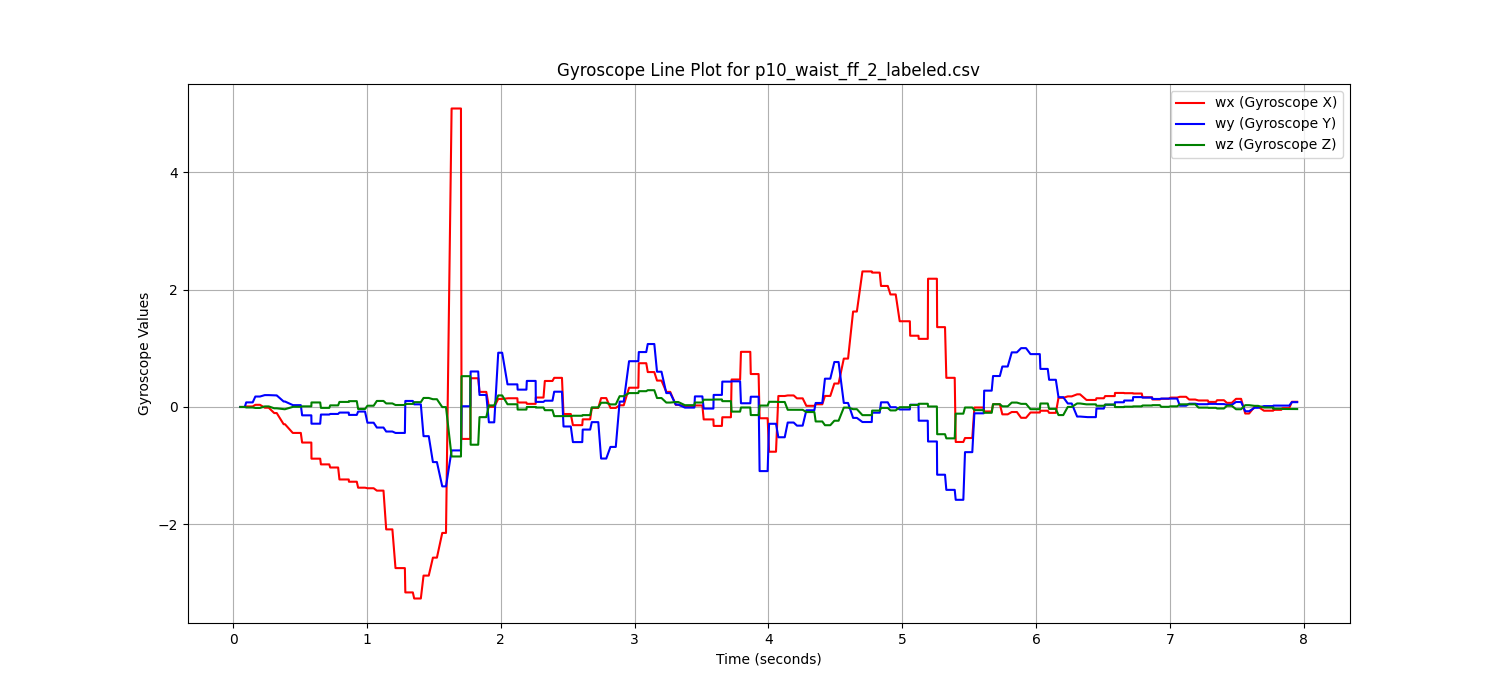 Gyroscope Line Plot for p10_waist_ff_2_labeled.csv
wx (Gyroscope X)
wy (Gyroscope Y)
wz (Gyroscope Z)
Gyroscope Values
4
2
0
−2
0 1 2 3 4 5 6 7 8
Time (seconds)